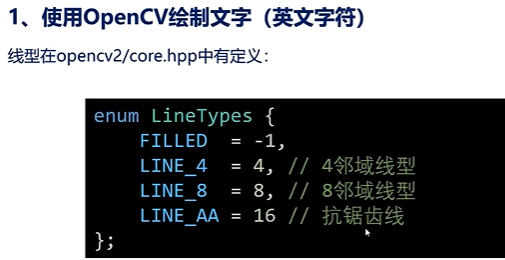 1、使用OpenCV绘制文字（英文字符）
线型在opencv2/core.hpp中有定义：
enum LineTypes {
    FILLED  = -1,
    LINE_4  = 4, // 4邻域线型
    LINE_8  = 8, // 8邻域线型
    LINE_AA = 16 // 抗锯齿线
};